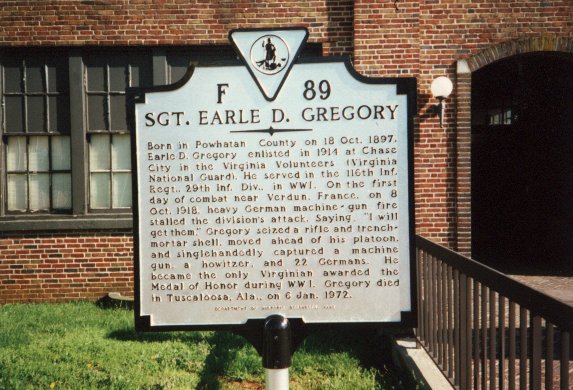 F 89
SGT. EARLE D. GREGORY
Born in Powhatan County on 18 Oct. 1897,
Earle D. Gregory enlisted in 1914 at Chase
City in the Virginia Volunteers (Virginia
National Guard). He served in the 116th Inf.
Regt., 29th Inf. Div., in WWI. On the first
day of combat near Verdun, France, on 8
Oct. 1918, heavy German machine-gun fire
stalled the division's attack. Saying, "I will
get them," Gregory seized a rifle and trench-
mortar shell, moved ahead of his platoon,
and singlehandedly captured a machine
gun, a howitzer, and 22 Germans. He
became the only Virginian awarded the
Medal of Honor during WWI. Gregory died
in Tuscaloosa, Ala., on 6 Jan. 1972.
DEPARTMENT OF HISTORIC RESOURCES,